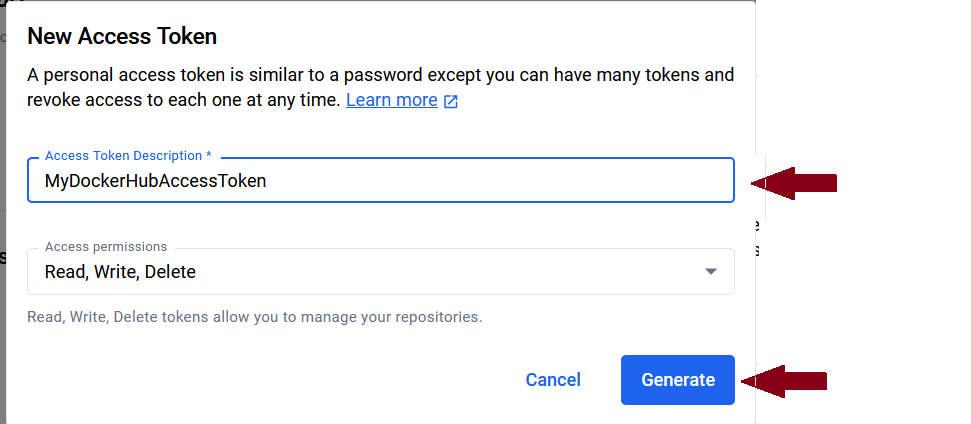 New Access Token
A personal access token is similar to a password except you can have many tokens and
revoke access to each one at any time. Learn more
Access Token Description *
MyDockerHubAccessToken
Access permissions
Read, Write, Delete
Read, Write, Delete tokens allow you to manage your repositories.
Cancel Generate